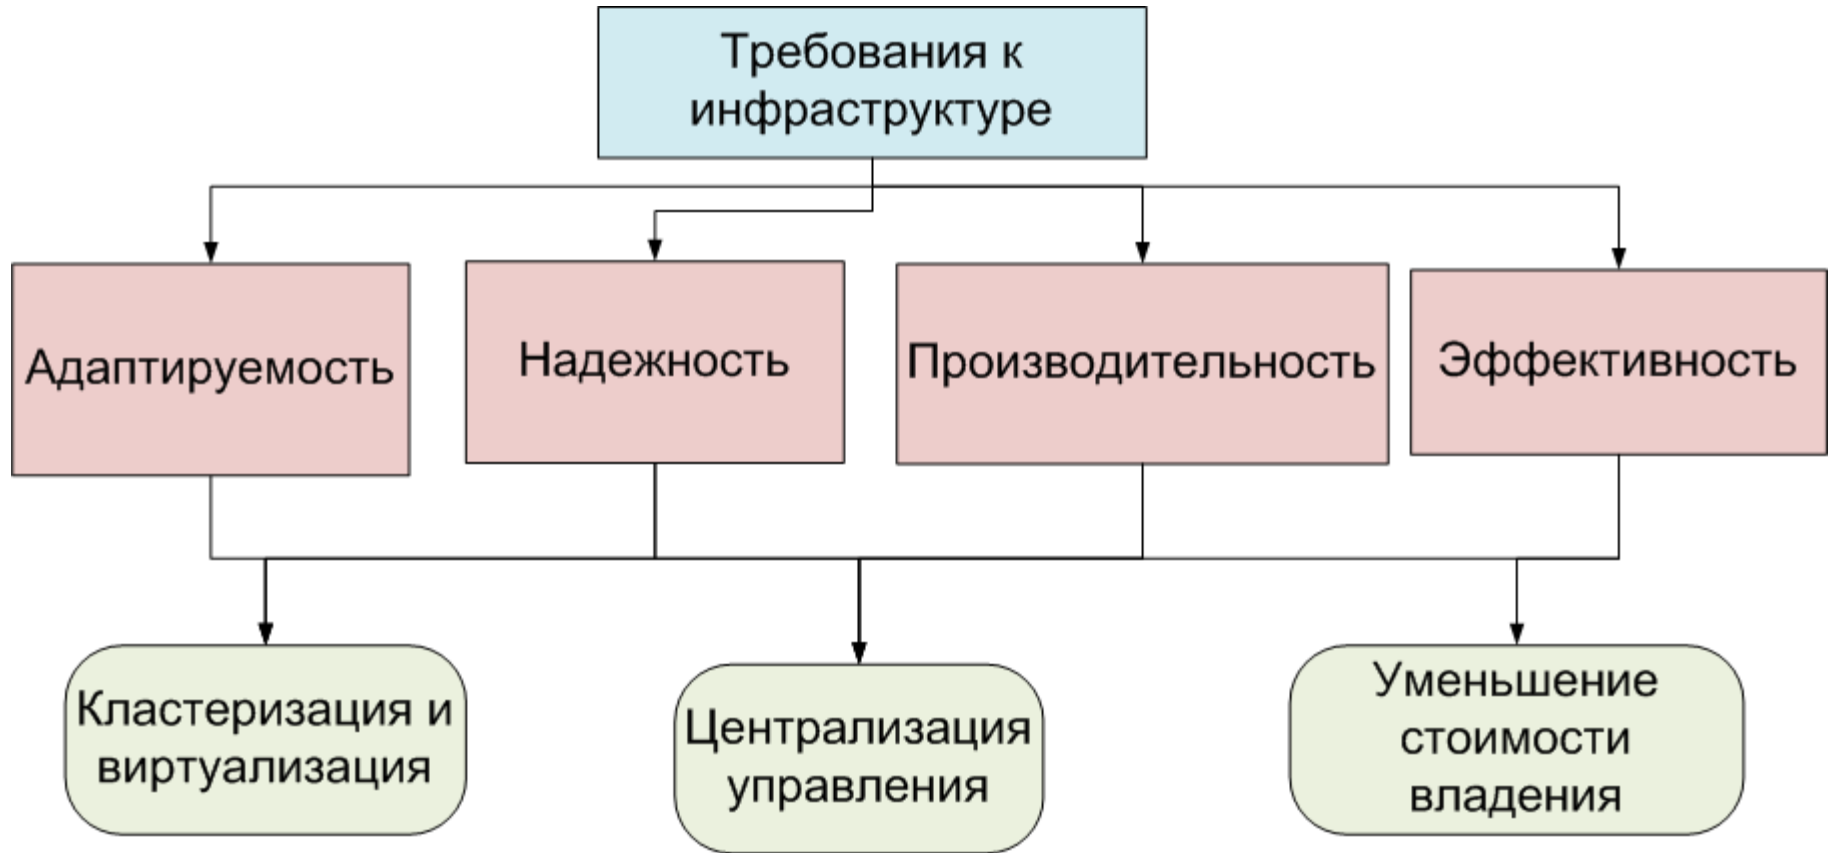 Требования к
инфраструктуре
Адаптируемость
Надежность
Производительность
Эффективность
Кластеризация и
виртуализация
Централизация
управления
Уменьшение
стоимости
владения